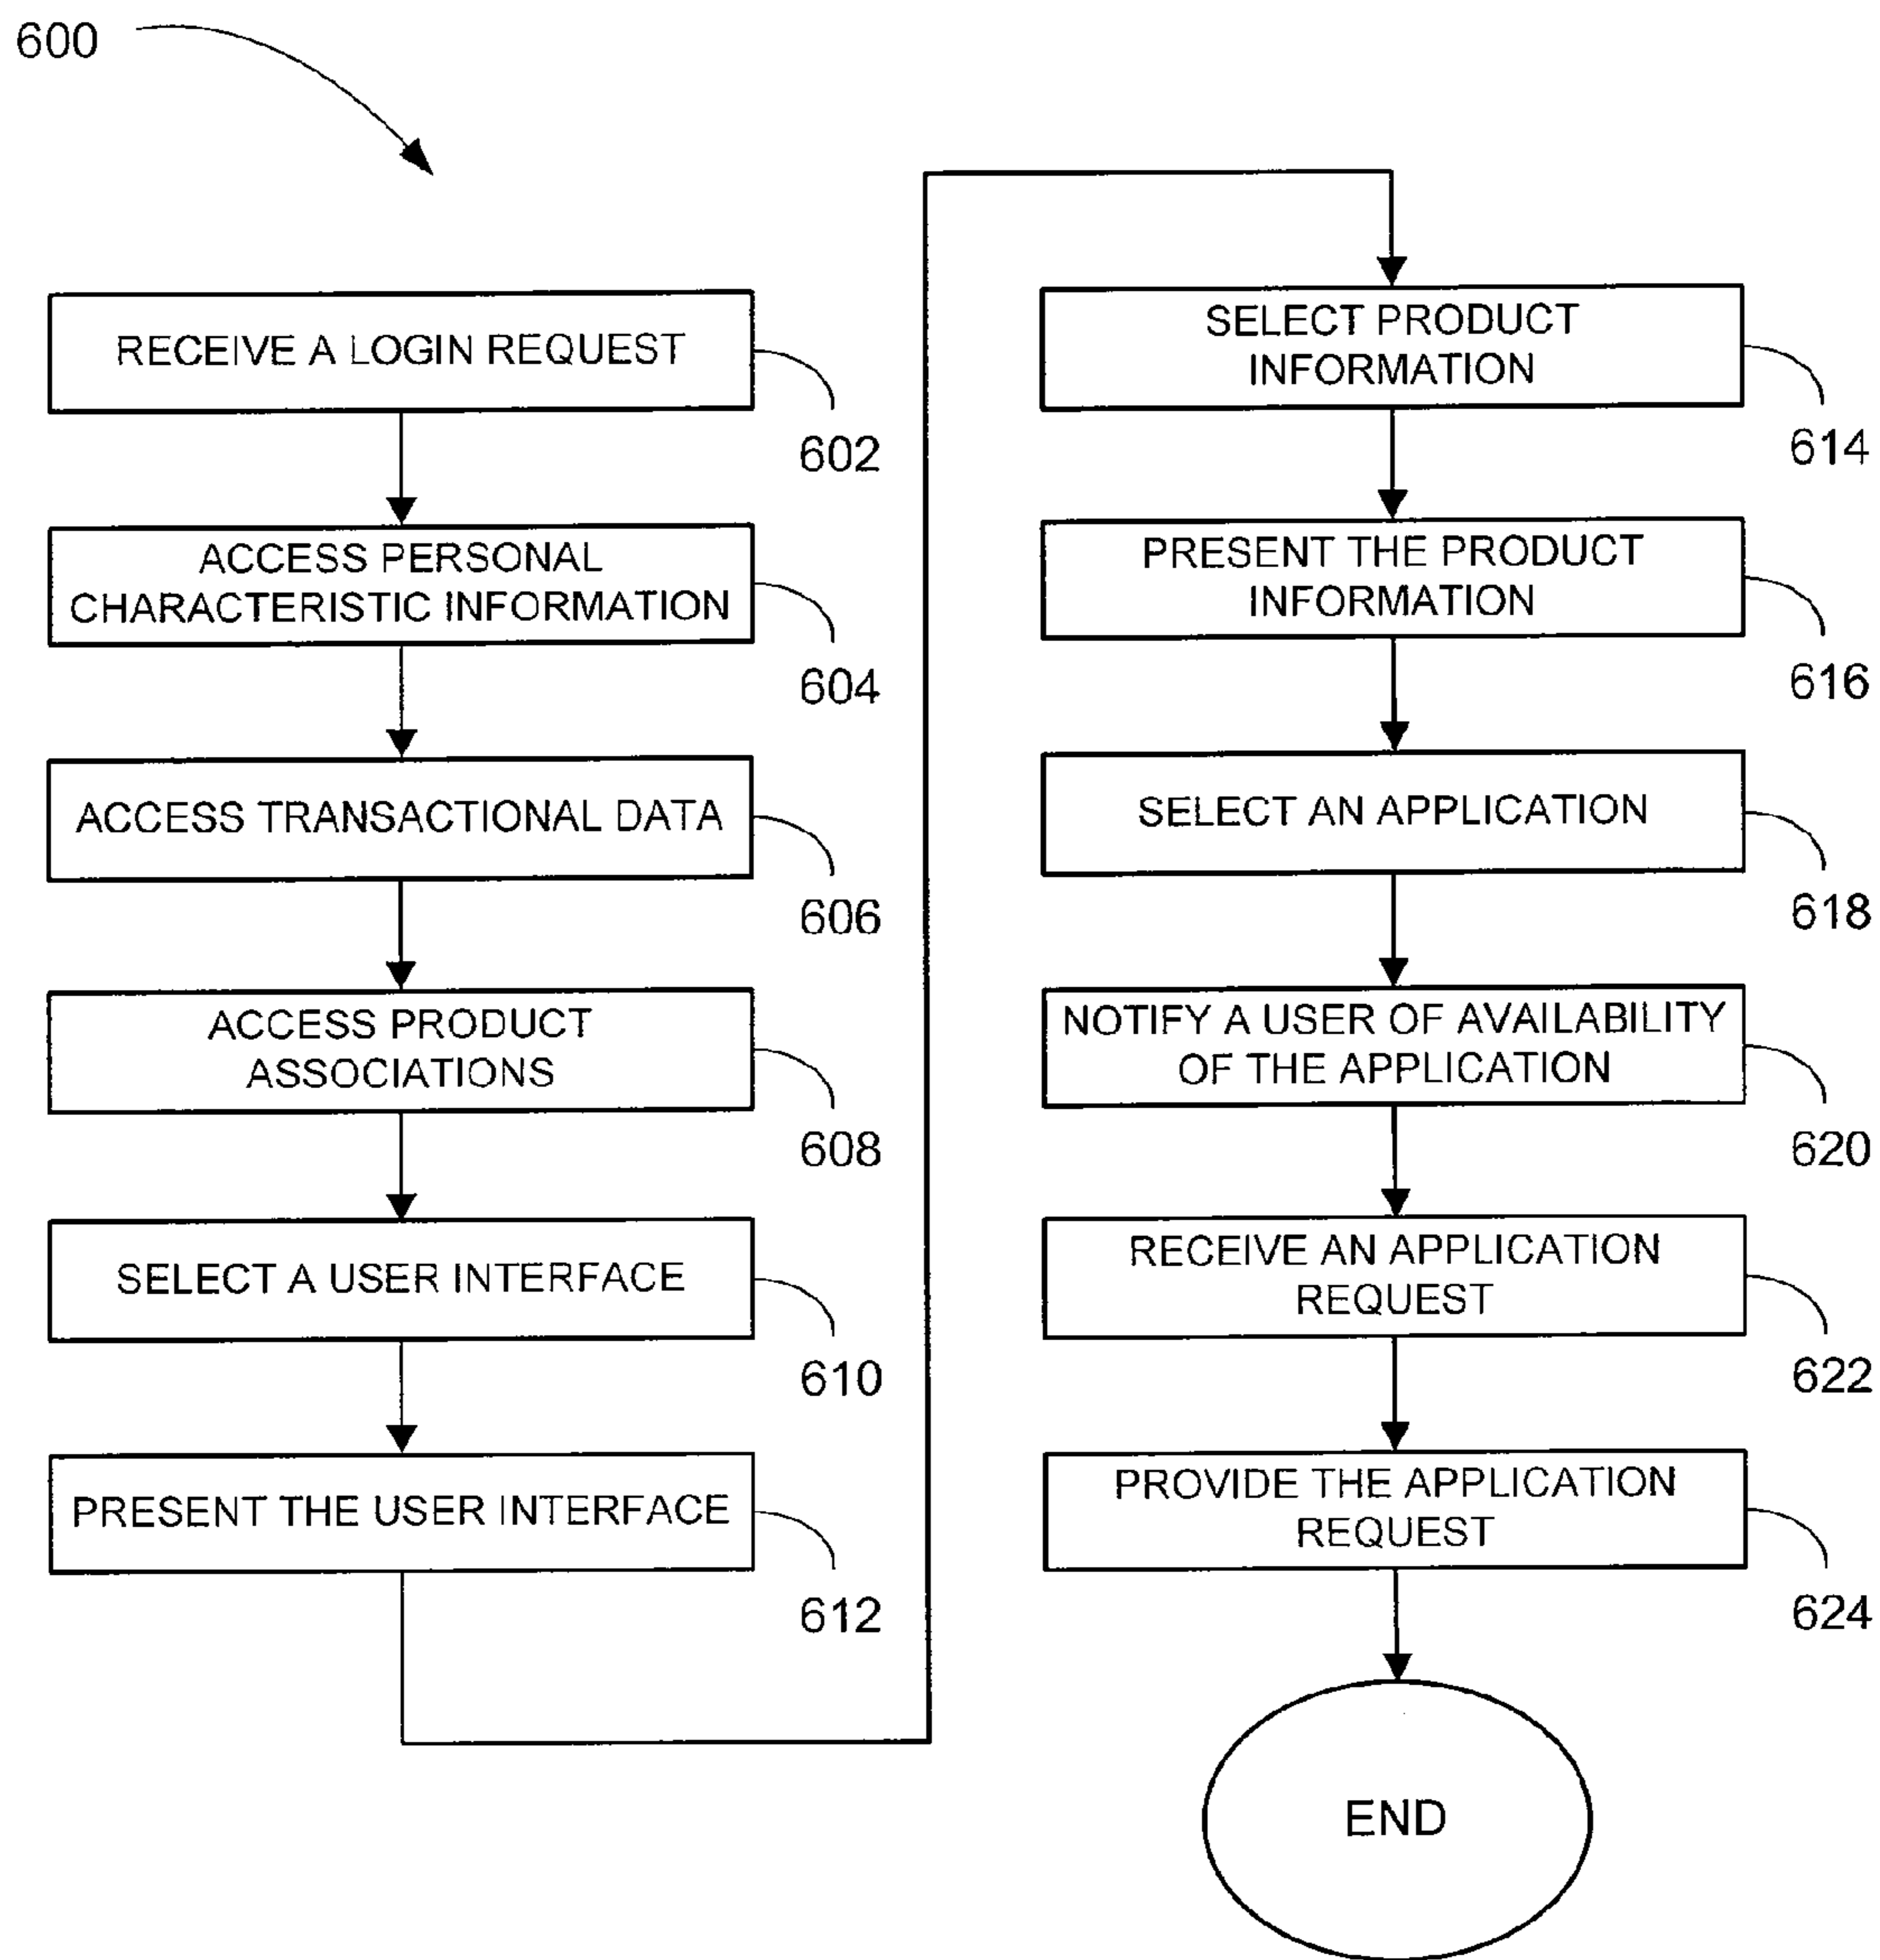 600
RECEIVE A LOGIN REQUEST
602
ACCESS PERSONAL
CHARACTERISTIC INFORMATION
604
ACCESS TRANSACTIONAL DATA
606
ACCESS PRODUCT
ASSOCIATIONS
608
SELECT A USER INTERFACE
610
PRESENT THE USER INTERFACE
612
SELECT PRODUCT
INFORMATION
614
PRESENT THE PRODUCT
INFORMATION
616
SELECT AN APPLICATION
618
NOTIFY A USER OF AVAILABILITY
OF THE APPLICATION
620
RECEIVE AN APPLICATION
REQUEST
622
PROVIDE THE APPLICATION
REQUEST
624
END